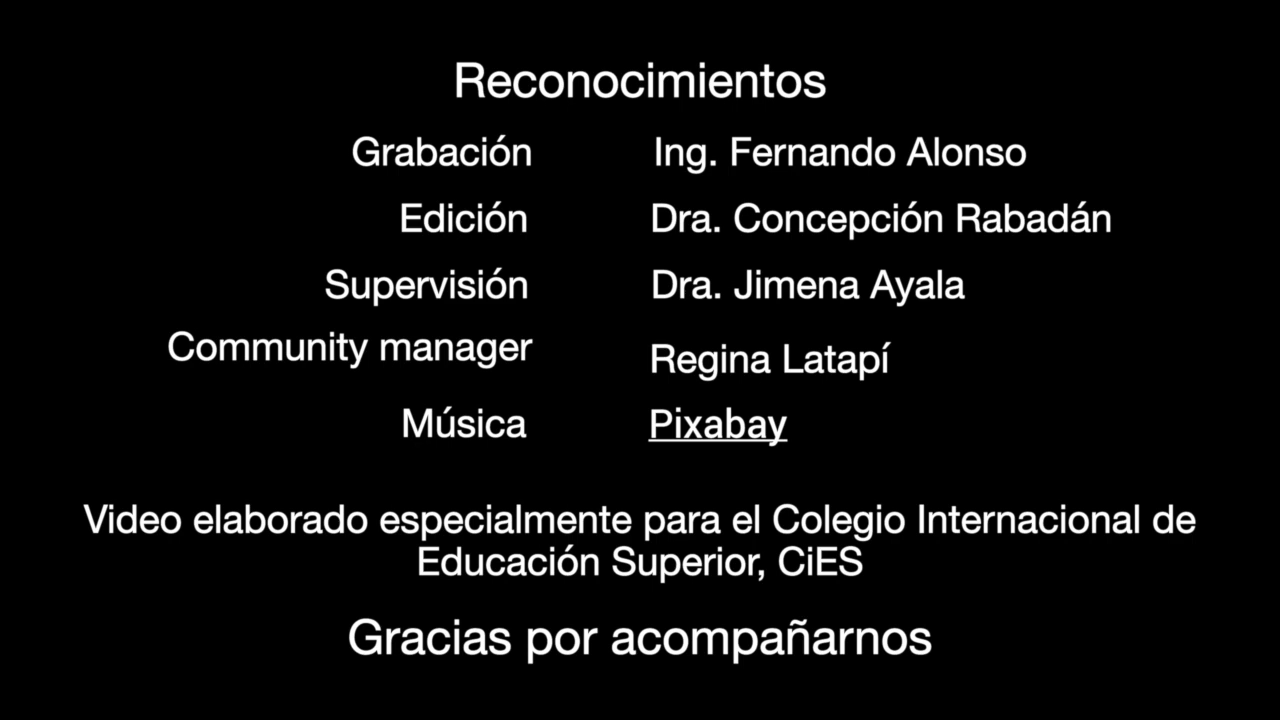 Reconocimientos
Grabación Ing. Fernando Alonso
Edición Dra. Concepción Rabadán
Supervisión Dra. Jimena Ayala
Community manager Regina Latapí
Música Pixabay
Video elaborado especialmente para el Colegio Internacional de
Educación Superior, CiES
Gracias por acompañarnos